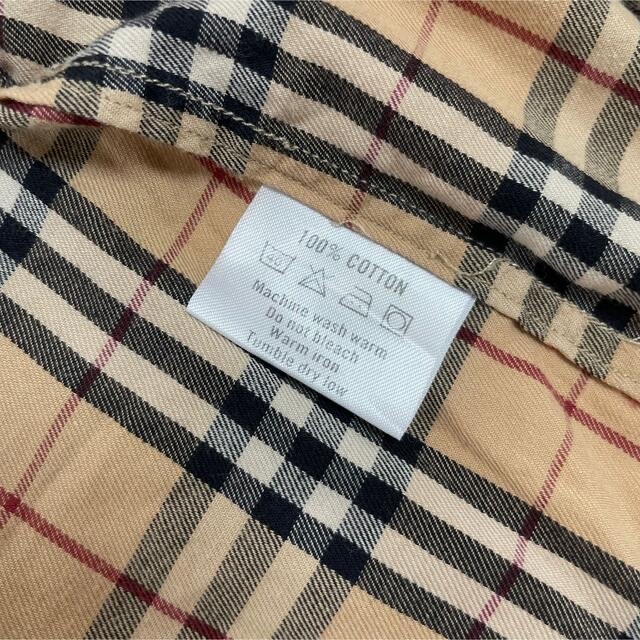 100% COTTON
40
Machine wash warm
Do not bleach
Warm iron
Tumble dry low